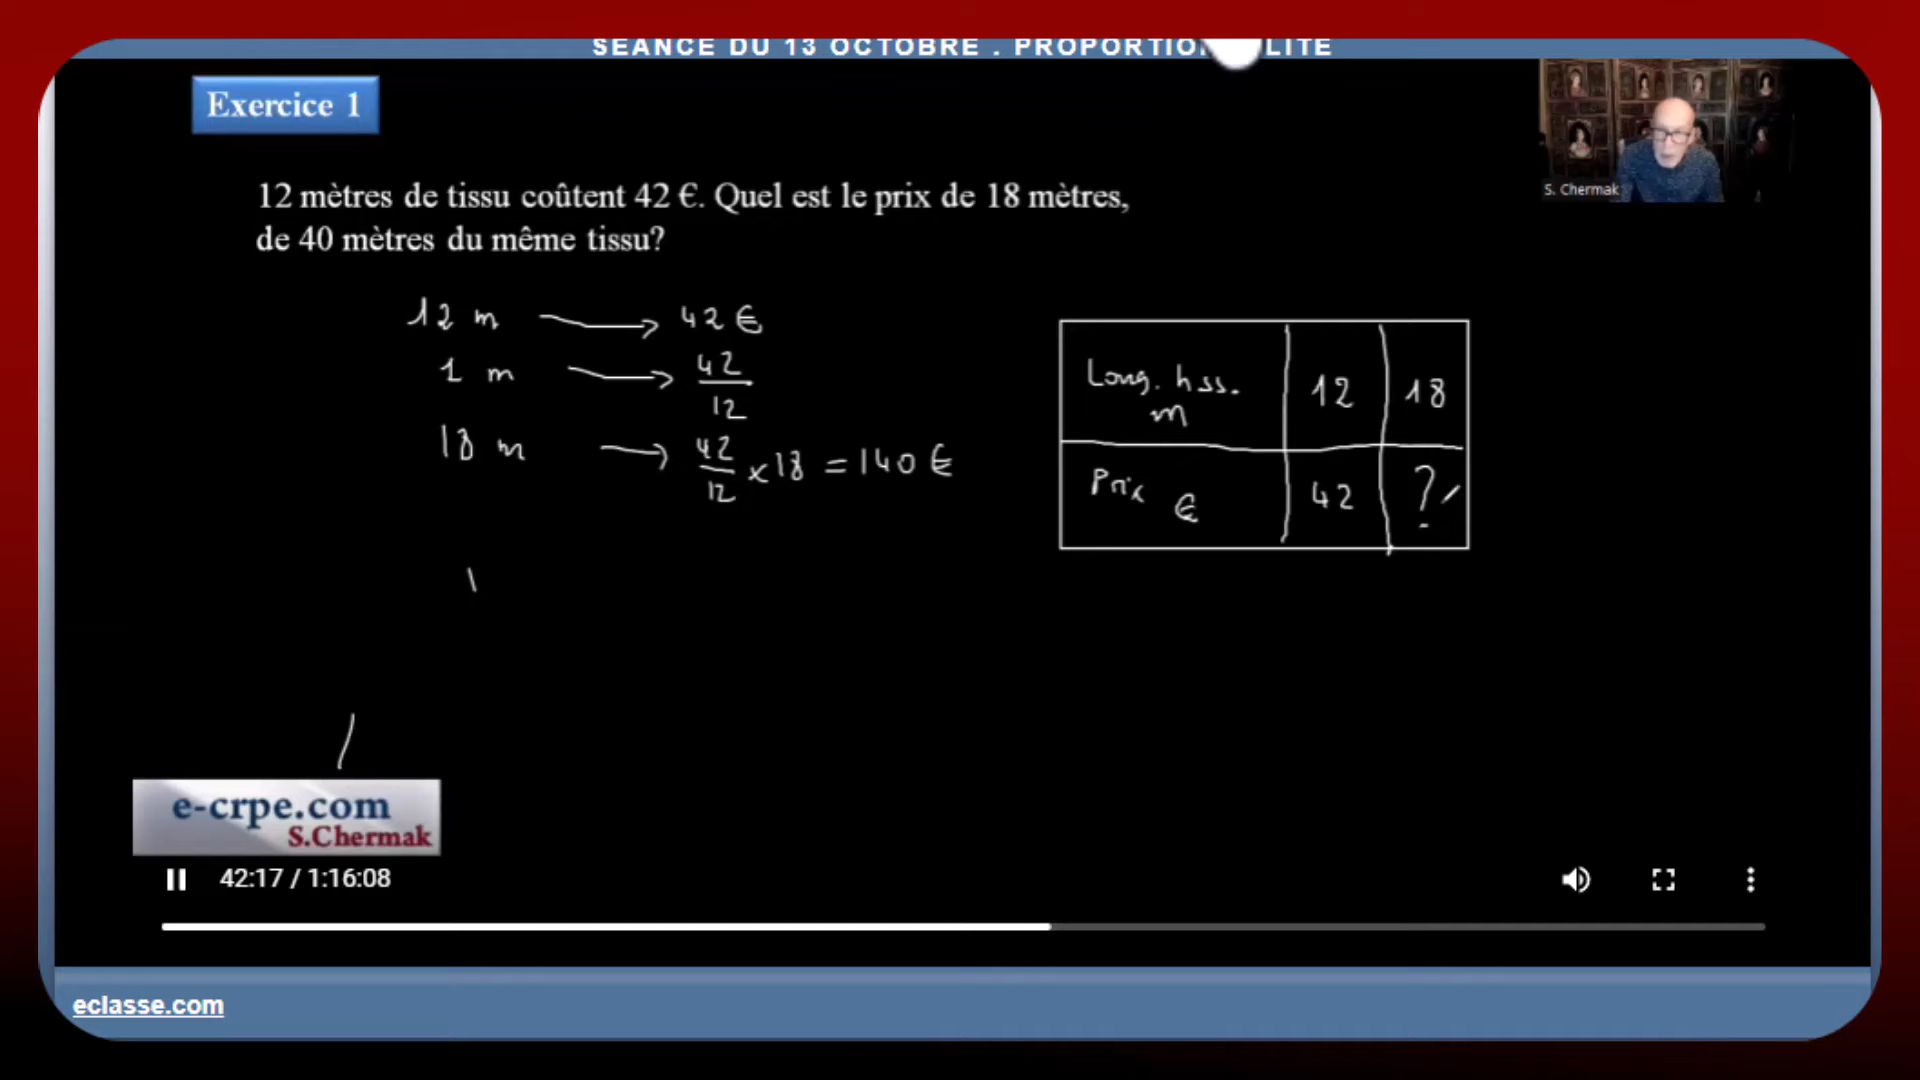 SEANCE DU 13 OCTOBRE . PROPORTIO LITE
Exercice 1
S. Chermak
12 mètres de tissu coûtent 42 €. Quel est le prix de 18 mètres,
de 40 mètres du même tissu?
12 m → 42 €
1 m → 42/12
18 m → 42/12 x 18 = 140 €
Long. tiss. m 12 18
Prix € 42 ?
e-crpe.com
S.Chermak
42:17 / 1:16:08
eclasse.com